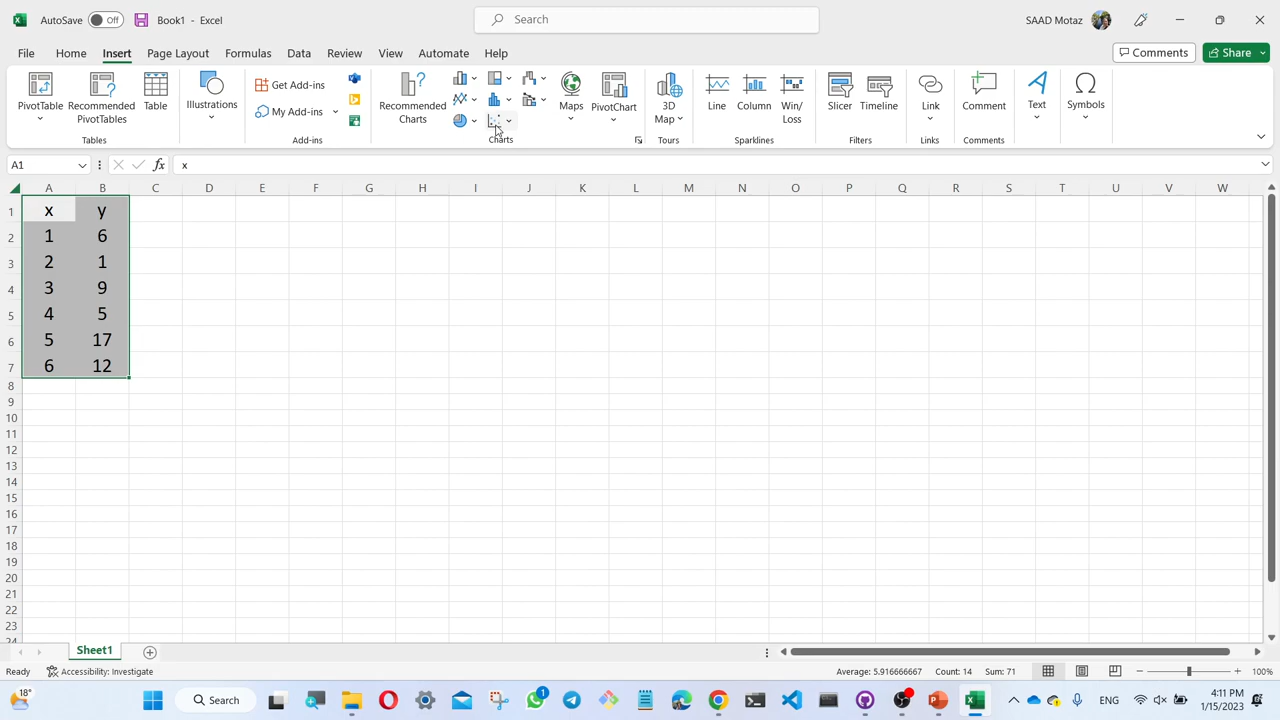 AutoSave Off Book1 - Excel Search SAAD Motaz
File Home Insert Page Layout Formulas Data Review View Automate Help Comments Share
PivotTable Recommended PivotTables Table
Illustrations
Get Add-ins
My Add-ins
Recommended Charts
Maps PivotChart
3D Map
Line Column Win/Loss
Slicer Timeline
Link
Comment
Text
Symbols
Tables Add-ins Charts Tours Sparklines Filters Links Comments
A1 fx x
A B C D E F G H I J K L M N O P Q R S T U V W
1 x y
2 1 6
3 2 1
4 3 9
5 4 5
6 5 17
7 6 12
8
9
10
11
12
13
14
15
16
17
18
19
20
21
22
23
24
Sheet1
Ready Accessibility: Investigate Average: 5.916666667 Count: 14 Sum: 71 100%
18° Search 1 ENG 4:11 PM
1/15/2023